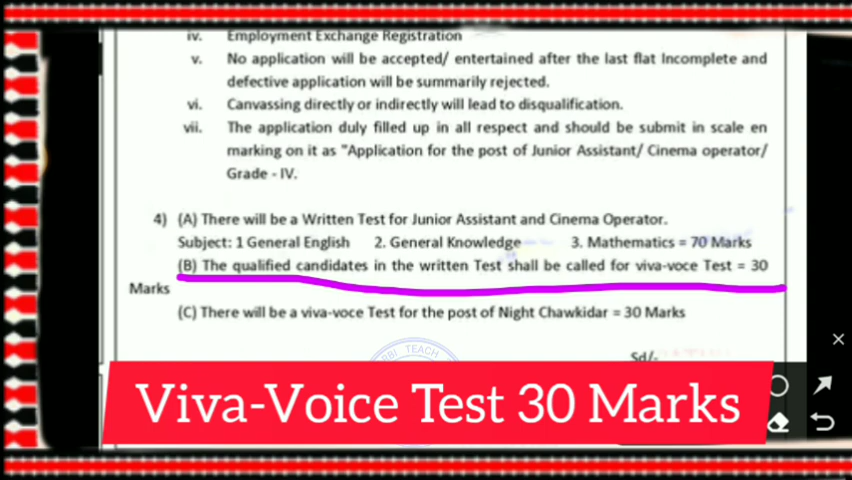 iv. Employment Exchange Registration
v. No application will be accepted/ entertained after the last flat Incomplete and
defective application will be summarily rejected.
vi. Canvassing directly or indirectly will lead to disqualification.
vii. The application duly filled up in all respect and should be submit in scale en
marking on it as "Application for the post of Junior Assistant/ Cinema operator/
Grade - IV.
4) (A) There will be a Written Test for Junior Assistant and Cinema Operator.
Subject: 1 General English 2. General Knowledge 3. Mathematics = 70 Marks
(B) The qualified candidates in the written Test shall be called for viva-voce Test = 30
Marks
(C) There will be a viva-voce Test for the post of Night Chawkidar = 30 Marks
TEACH
Sd/-
Viva-Voice Test 30 Marks